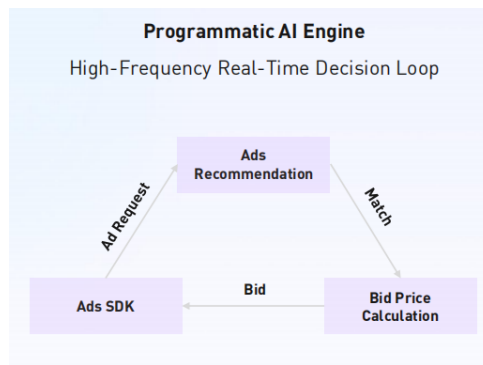 Programmatic AI Engine
High-Frequency Real-Time Decision Loop
Ads
Recommendation
Ad Request
Match
Ads SDK
Bid
Bid Price
Calculation